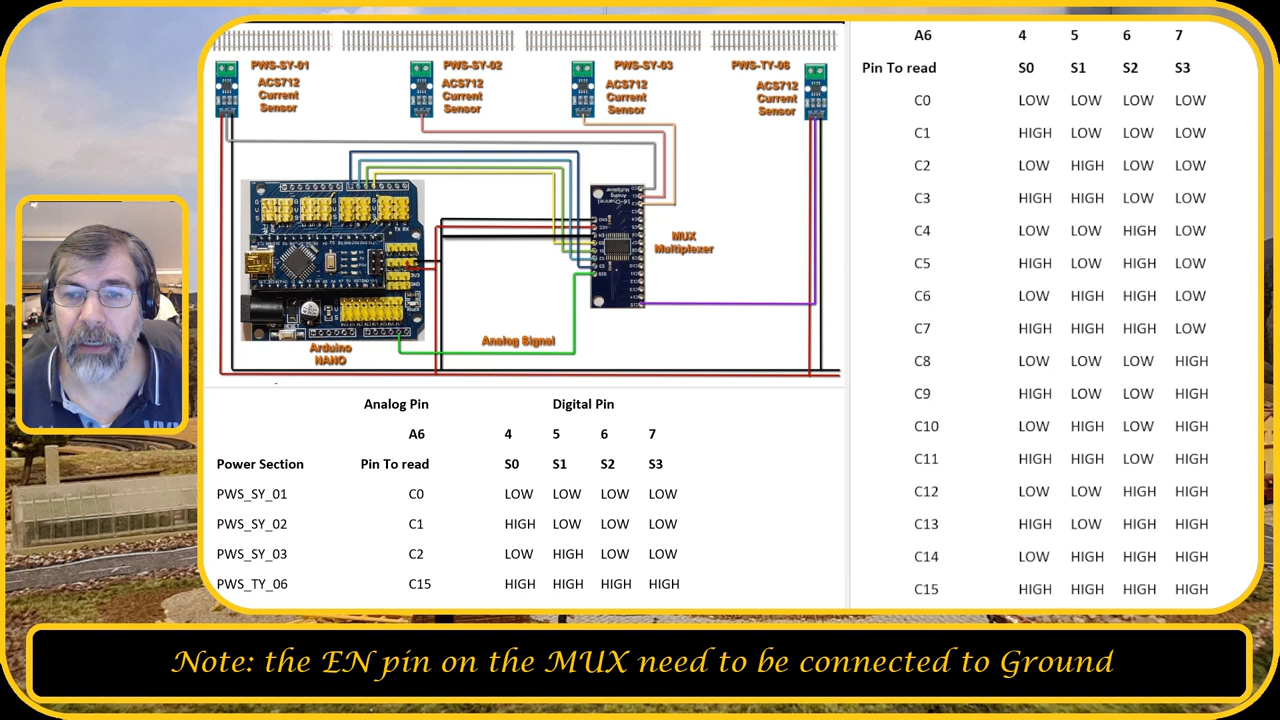 PWS-SY-01
ACS712
Current
Sensor
PWS-SY-02
ACS712
Current
Sensor
PWS-SY-03
ACS712
Current
Sensor
PWS-TY-06
ACS712
Current
Sensor
16-Channel
Analog
Multiplexer
MUX
Multiplexer
Arduino
NANO
Analog Signal
Analog Pin Digital Pin
A6 4 5 6 7
Power Section Pin To read S0 S1 S2 S3
PWS_SY_01 C0 LOW LOW LOW LOW
PWS_SY_02 C1 HIGH LOW LOW LOW
PWS_SY_03 C2 LOW HIGH LOW LOW
PWS_TY_06 C15 HIGH HIGH HIGH HIGH
A6 4 5 6 7
Pin To read S0 S1 S2 S3
C0 LOW LOW LOW LOW
C1 HIGH LOW LOW LOW
C2 LOW HIGH LOW LOW
C3 HIGH HIGH LOW LOW
C4 LOW LOW HIGH LOW
C5 HIGH LOW HIGH LOW
C6 LOW HIGH HIGH LOW
C7 HIGH HIGH HIGH LOW
C8 LOW LOW LOW HIGH
C9 HIGH LOW LOW HIGH
C10 LOW HIGH LOW HIGH
C11 HIGH HIGH LOW HIGH
C12 LOW LOW HIGH HIGH
C13 HIGH LOW HIGH HIGH
C14 LOW HIGH HIGH HIGH
C15 HIGH HIGH HIGH HIGH
Note: the EN pin on the MUX need to be connected to Ground